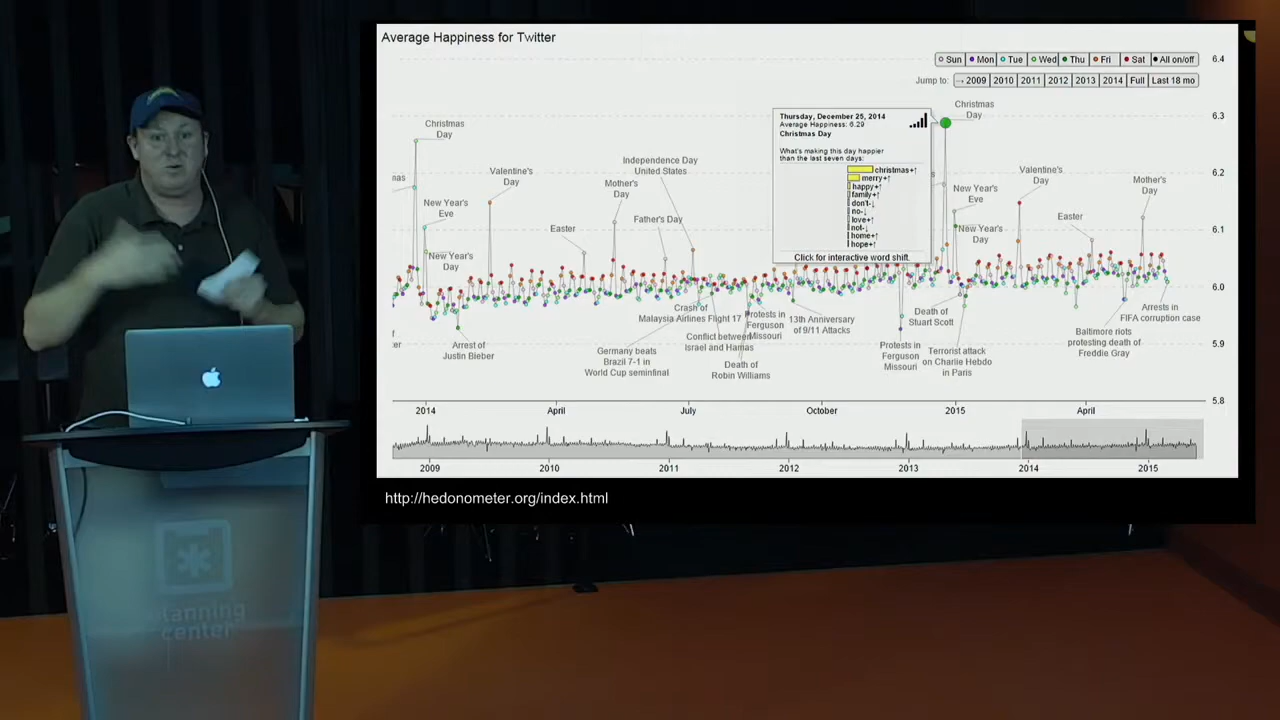 Average Happiness for Twitter
Sun Mon Tue Wed Thu Fri Sat All on/off
Jump to: 2009 2010 2011 2012 2013 2014 Full Last 18 mo
6.4
6.3
6.2
6.1
6.0
5.9
5.8
Christmas
Day
New Year's
Eve
New Year's
Day
Valentine's
Day
Easter
Mother's
Day
Father's Day
Independence Day
United States
Thursday, December 25, 2014
Average Happiness: 6.29
Christmas Day
What's making this day happier
than the last seven days:
christmas+↑
merry+↑
happy+↑
family+↑
don't-↓
no-↓
love+↑
not-↓
home+↑
hope+↑
Click for interactive word shift.
Christmas
Day
New Year's
Eve
New Year's
Day
Valentine's
Day
Easter
Mother's
Day
Arrest of
Justin Bieber
Germany beats
Brazil 7-1 in
World Cup seminfinal
Crash of
Malaysia Airlines Flight 17
Conflict between
Israel and Hamas
Death of
Robin Williams
Protests in
Ferguson
Missouri
13th Anniversary
of 9/11 Attacks
Protests in
Ferguson
Missouri
Death of
Stuart Scott
Terrorist attack
on Charlie Hebdo
in Paris
Baltimore riots
protesting death of
Freddie Gray
Arrests in
FIFA corruption case
2014 April July October 2015 April
2009 2010 2011 2012 2013 2014 2015
http://hedonometer.org/index.html
center